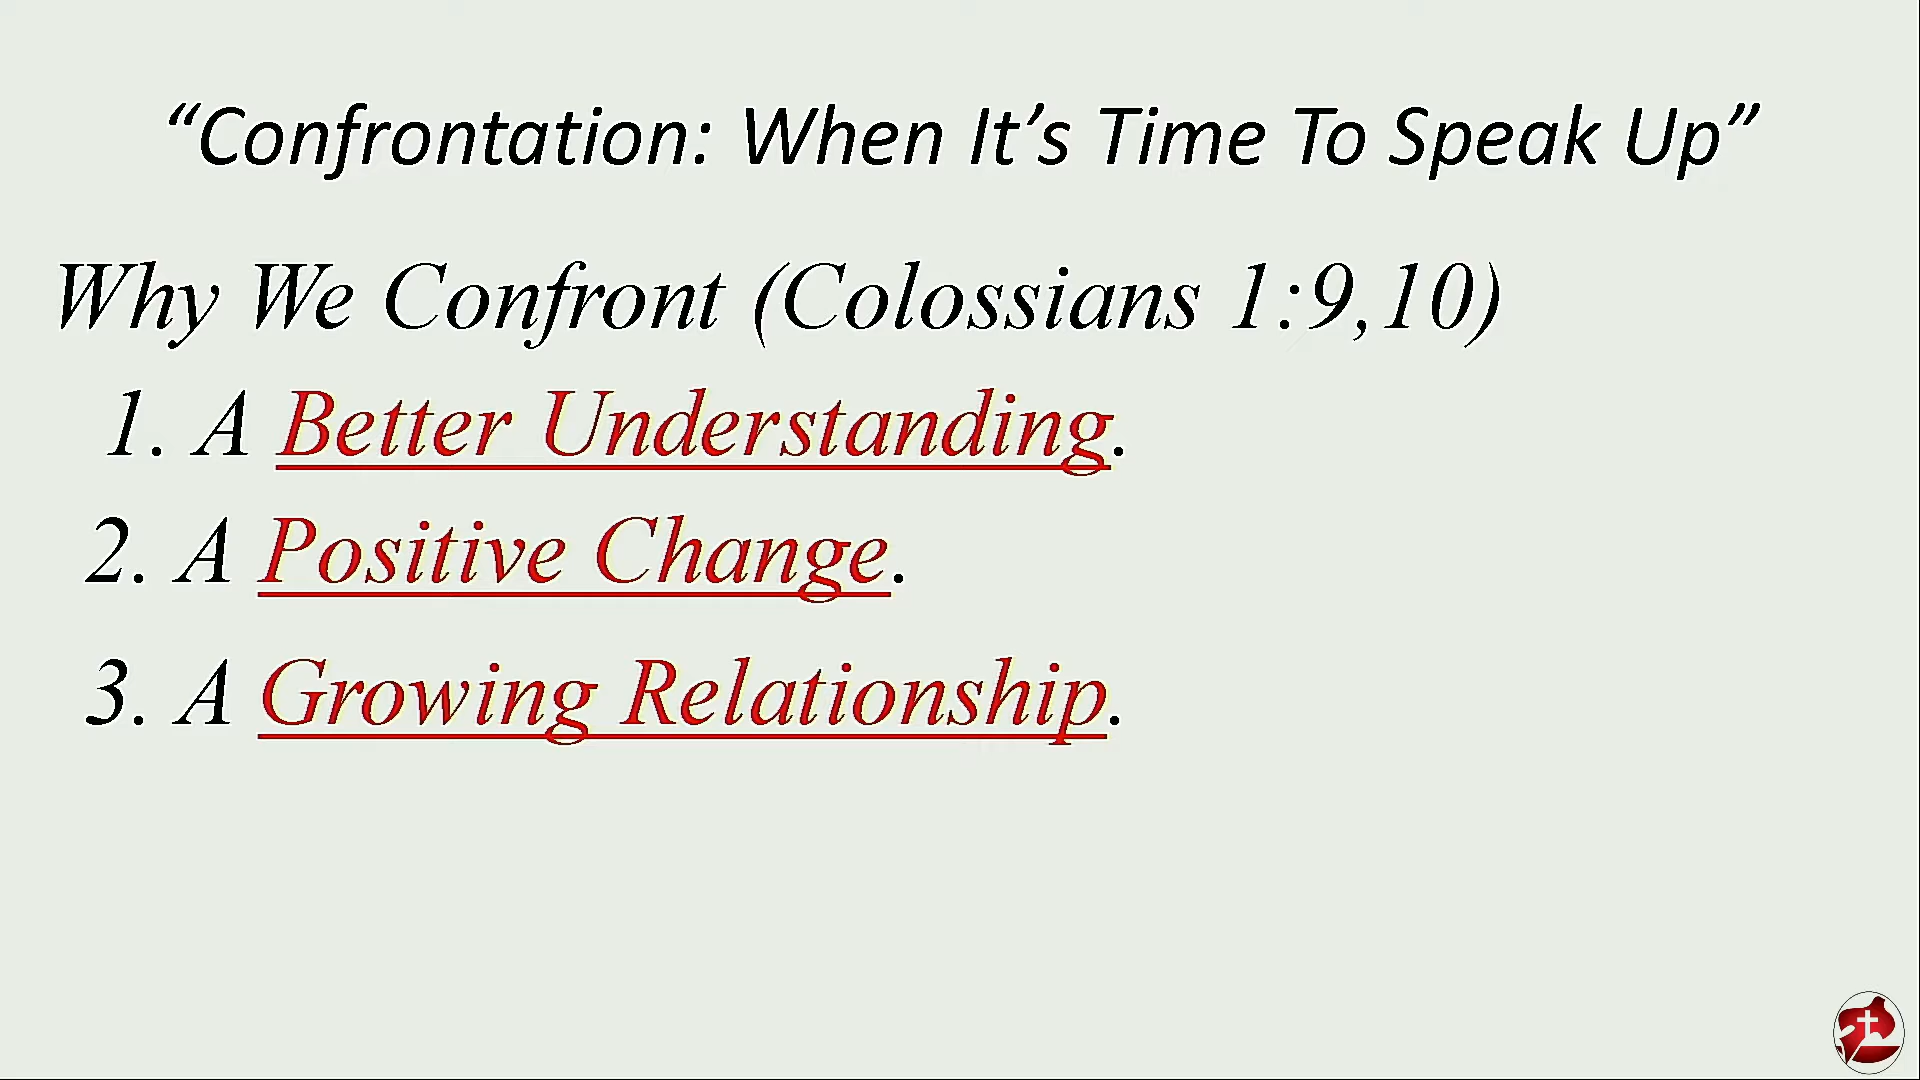 “Confrontation: When It’s Time To Speak Up”
Why We Confront (Colossians 1:9,10)
1. A Better Understanding.
2. A Positive Change.
3. A Growing Relationship.